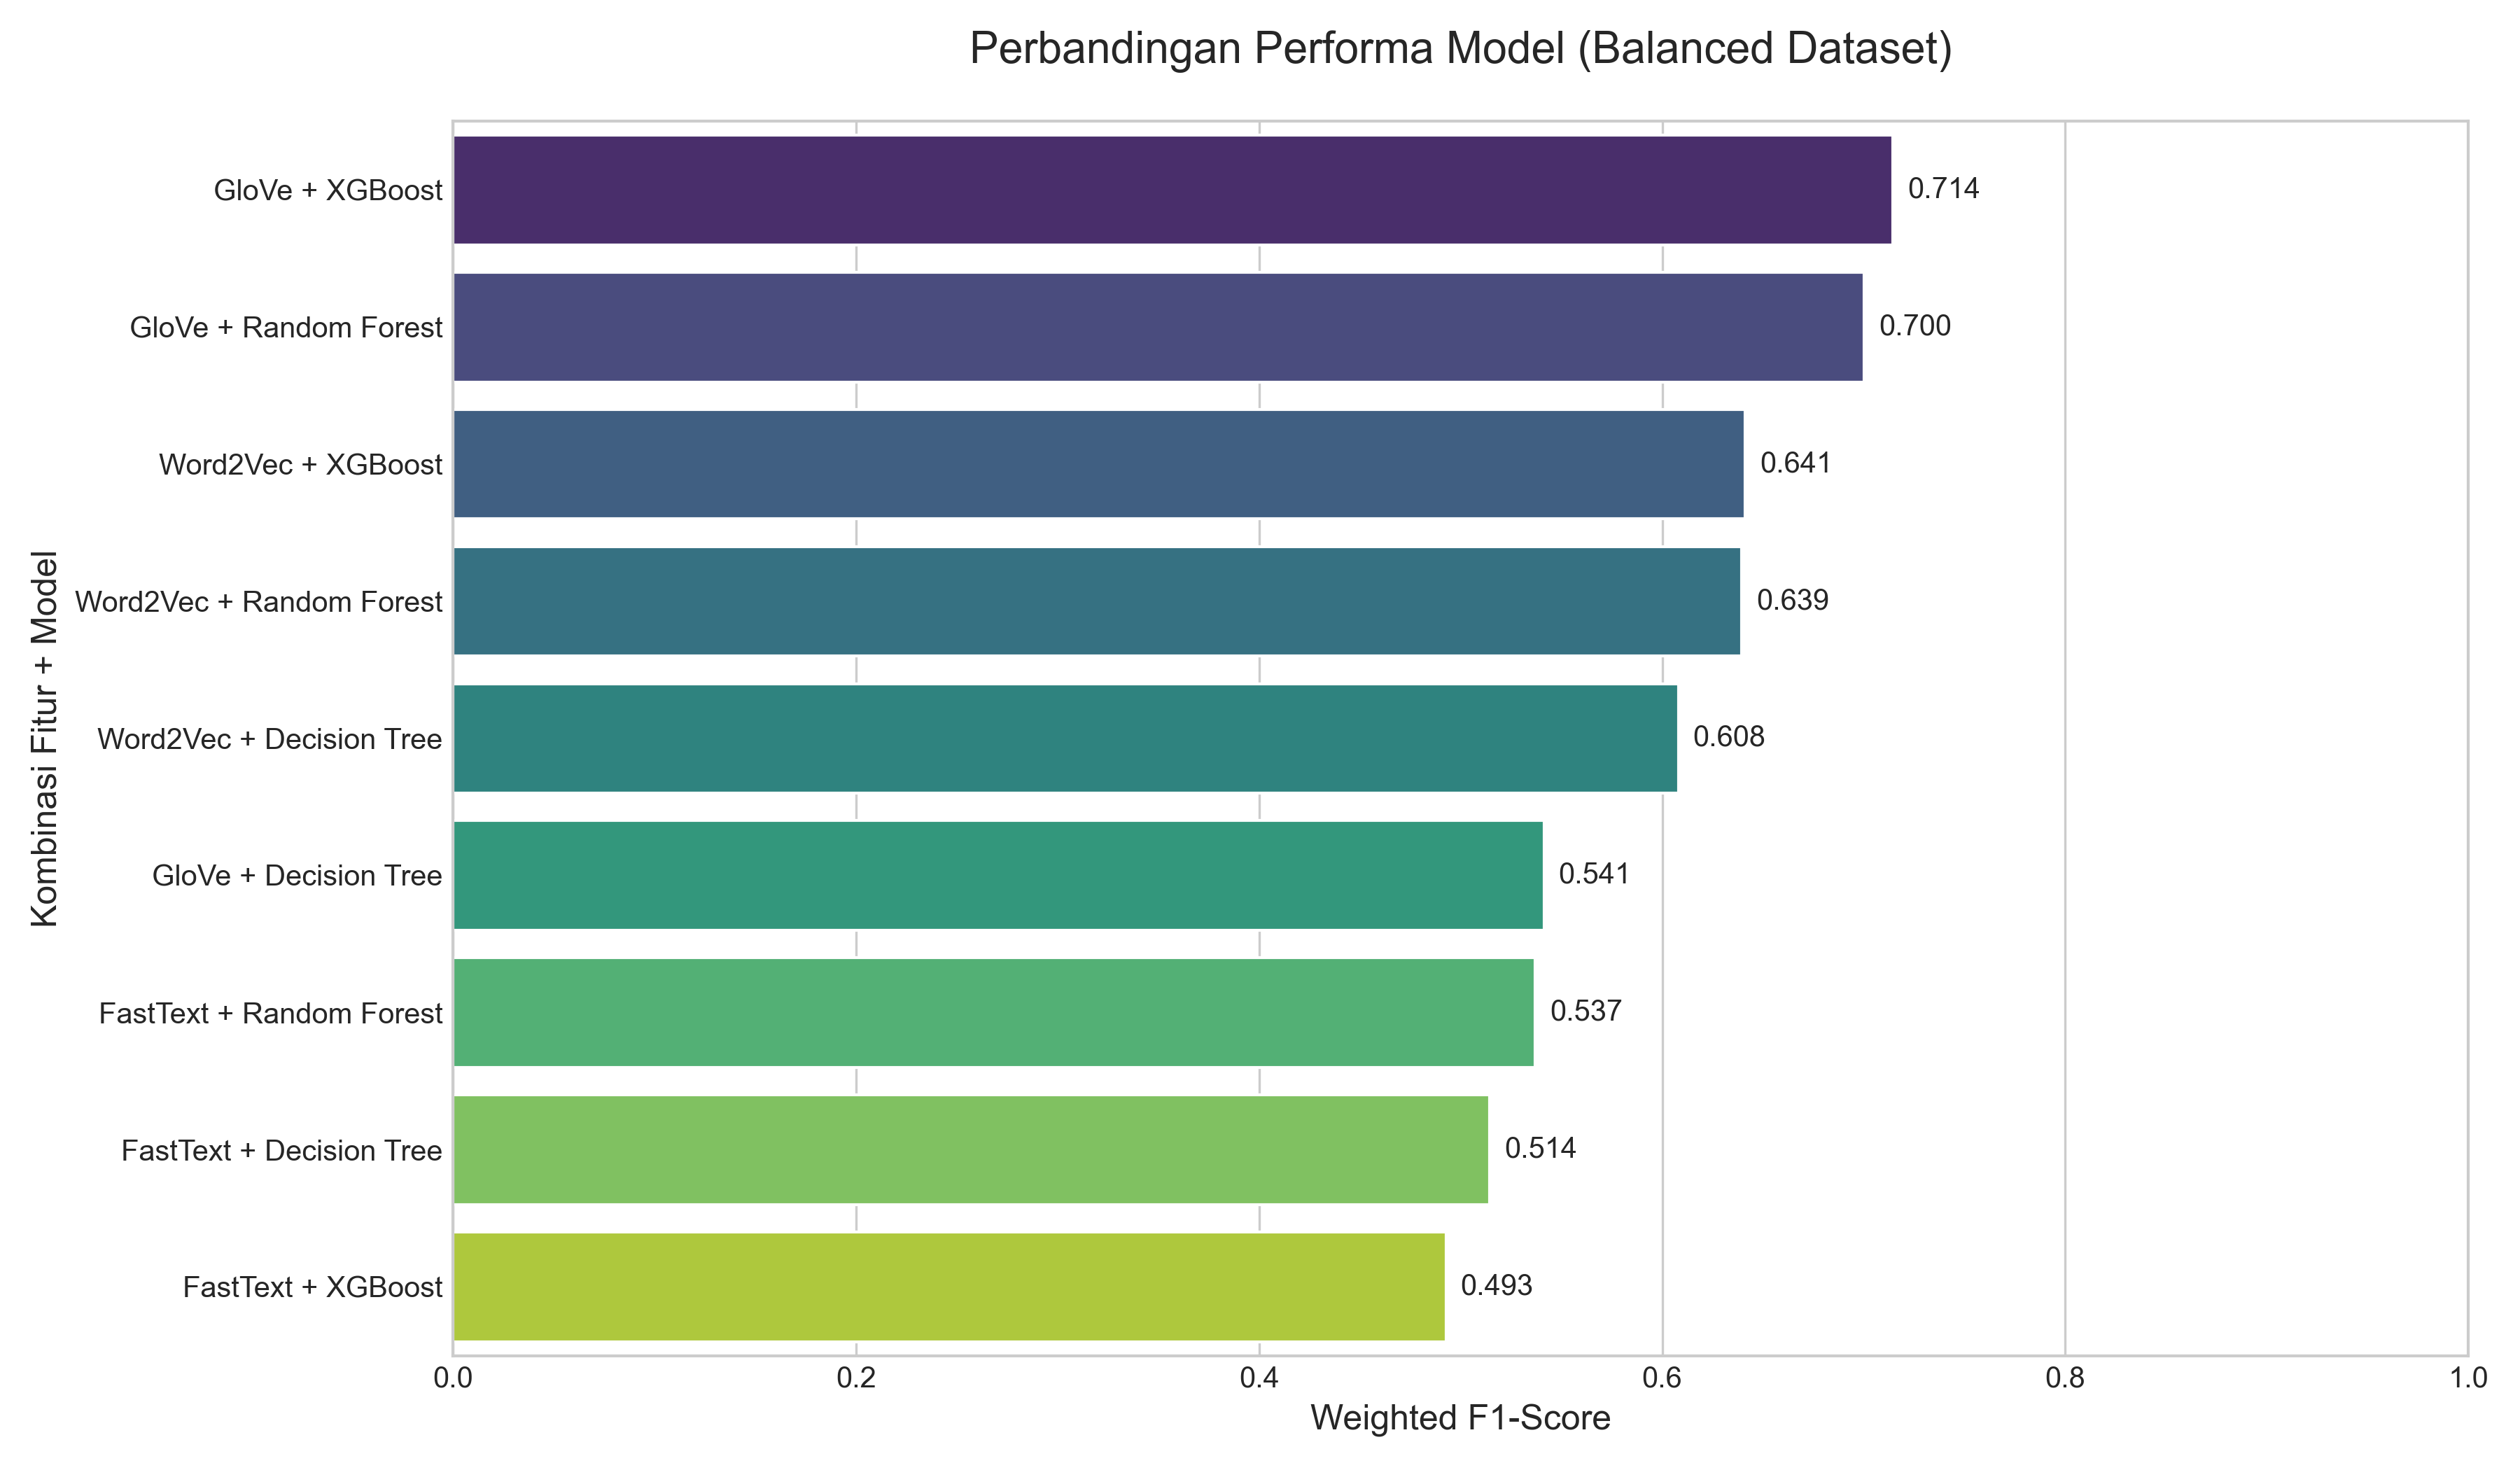 Perbandingan Performa Model (Balanced Dataset)
Kombinasi Fitur + Model
GloVe + XGBoost
0.714
GloVe + Random Forest
0.700
Word2Vec + XGBoost
0.641
Word2Vec + Random Forest
0.639
Word2Vec + Decision Tree
0.608
GloVe + Decision Tree
0.541
FastText + Random Forest
0.537
FastText + Decision Tree
0.514
FastText + XGBoost
0.493
0.0 0.2 0.4 0.6 0.8 1.0
Weighted F1-Score